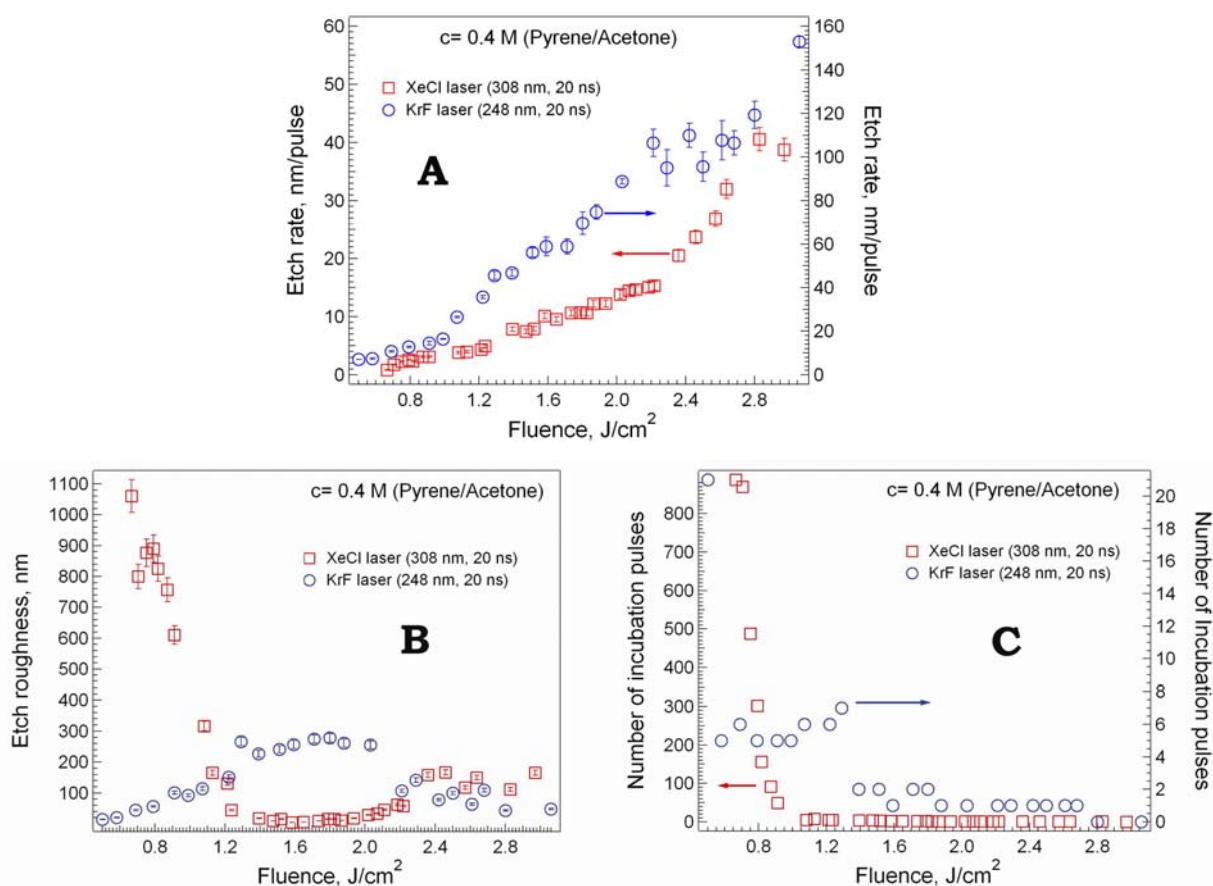 c= 0.4 M (Pyrene/Acetone)
XeCl laser (308 nm, 20 ns)
KrF laser (248 nm, 20 ns)
A
Etch rate, nm/pulse
60
50
40
30
20
10
0
Etch rate, nm/pulse
160
140
120
100
80
60
40
20
0
0.8 1.2 1.6 2.0 2.4 2.8
Fluence, J/cm²
c= 0.4 M (Pyrene/Acetone)
XeCl laser (308 nm, 20 ns)
KrF laser (248 nm, 20 ns)
B
Etch roughness, nm
1100
1000
900
800
700
600
500
400
300
200
100
0.8 1.2 1.6 2.0 2.4 2.8
Fluence, J/cm²
c= 0.4 M (Pyrene/Acetone)
XeCl laser (308 nm, 20 ns)
KrF laser (248 nm, 20 ns)
C
Number of incubation pulses
800
700
600
500
400
300
200
100
0
Number of Incubation pulses
20
16
12
8
4
2
0
0.8 1.2 1.6 2.0 2.4 2.8
Fluence, J/cm²